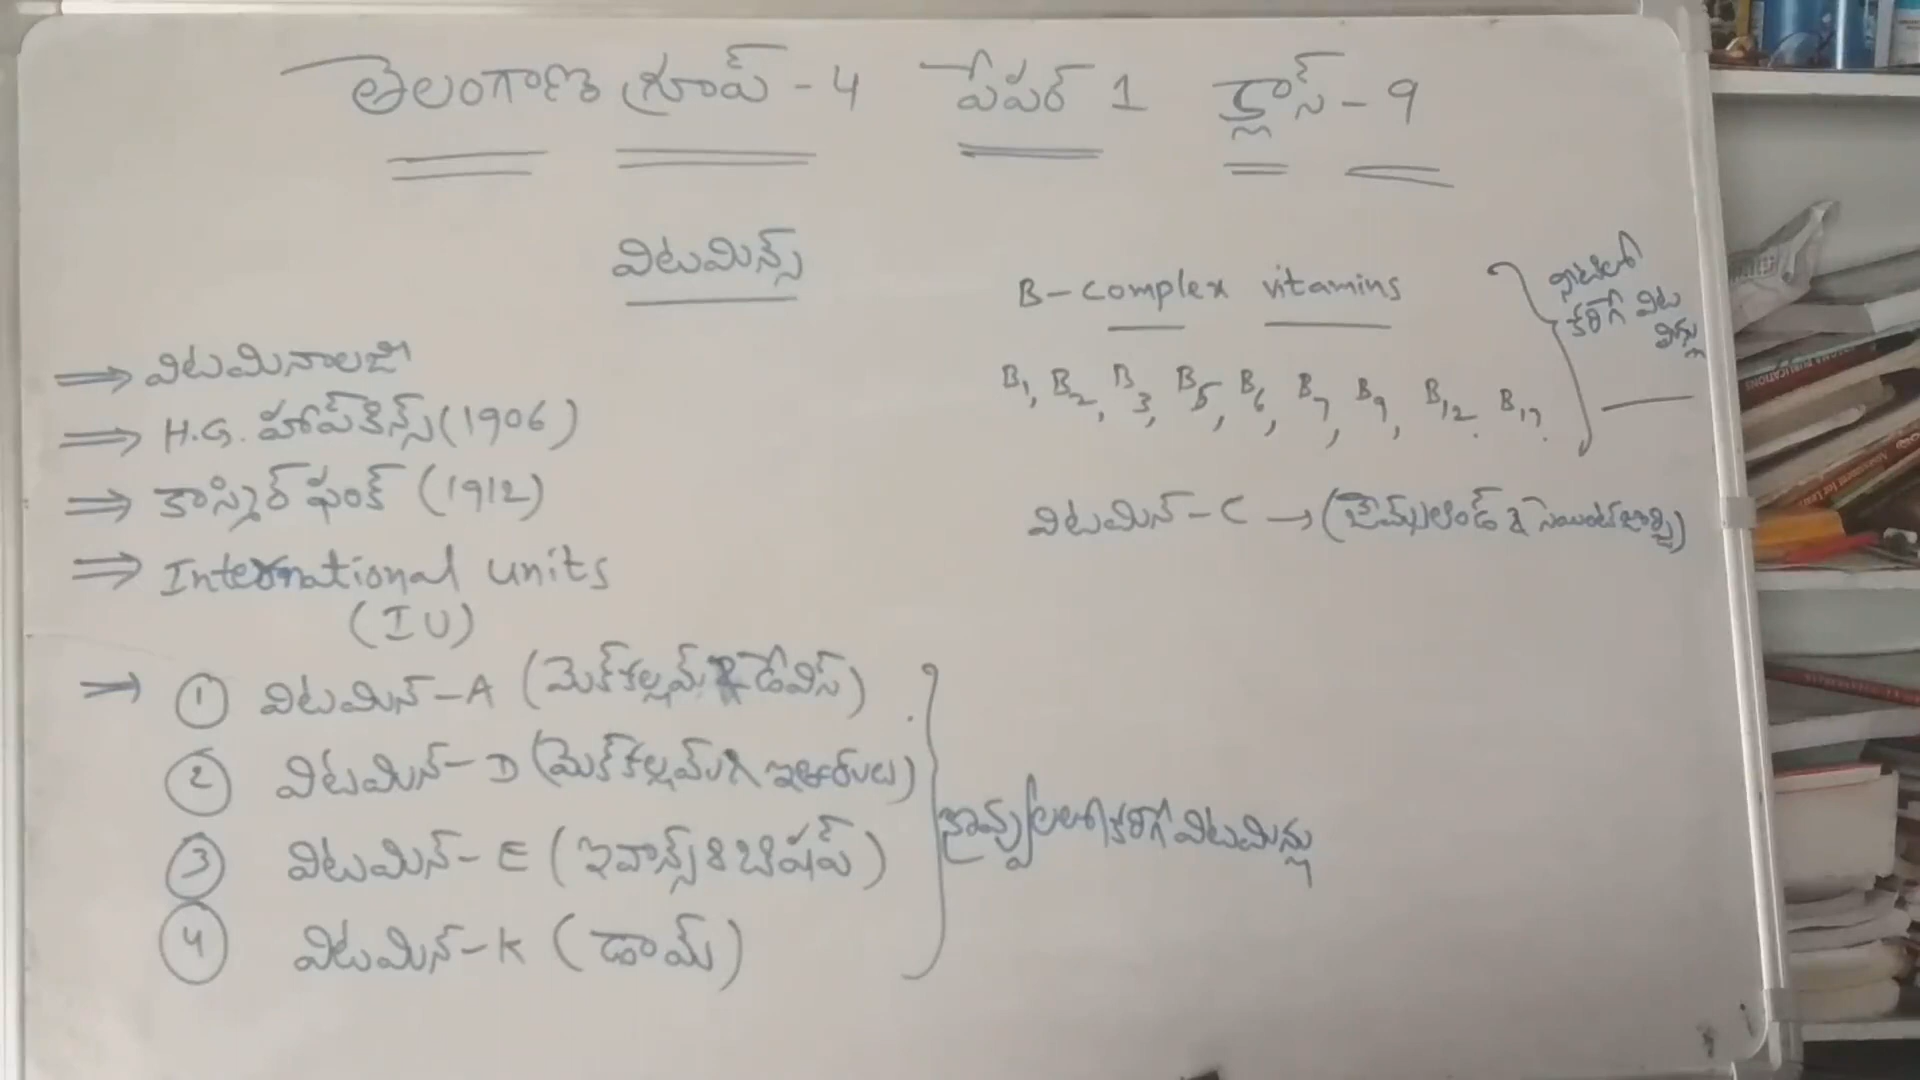 తెలంగాణ గ్రూప్ - 4 పేపర్ 1 క్లాస్ - 9
విటమిన్స్
⇒ విటమినాలజీ
⇒ H.G. హాప్‌కిన్స్ (1906)
⇒ కాస్మిర్ ఫంక్ (1912)
⇒ International units
(IU)
→ ① విటమిన్ - A (మెక్‌కల్లమ్ & డేవిస్)
② విటమిన్ - D (మెక్‌కల్లమ్
③ విటమిన్ - E (ఇవాన్స్ & బిషప్)
④ విటమిన్ - K (డామ్)
క్రొవ్వులలో కరిగే విటమిన్లు
B-complex vitamins
B1, B2, B3, B5, B6, B7, B9, B12, B17
నీటిలో
కరిగే విట
మిన్లు
విటమిన్ - C → (జేమ్స్ లిండ్ &